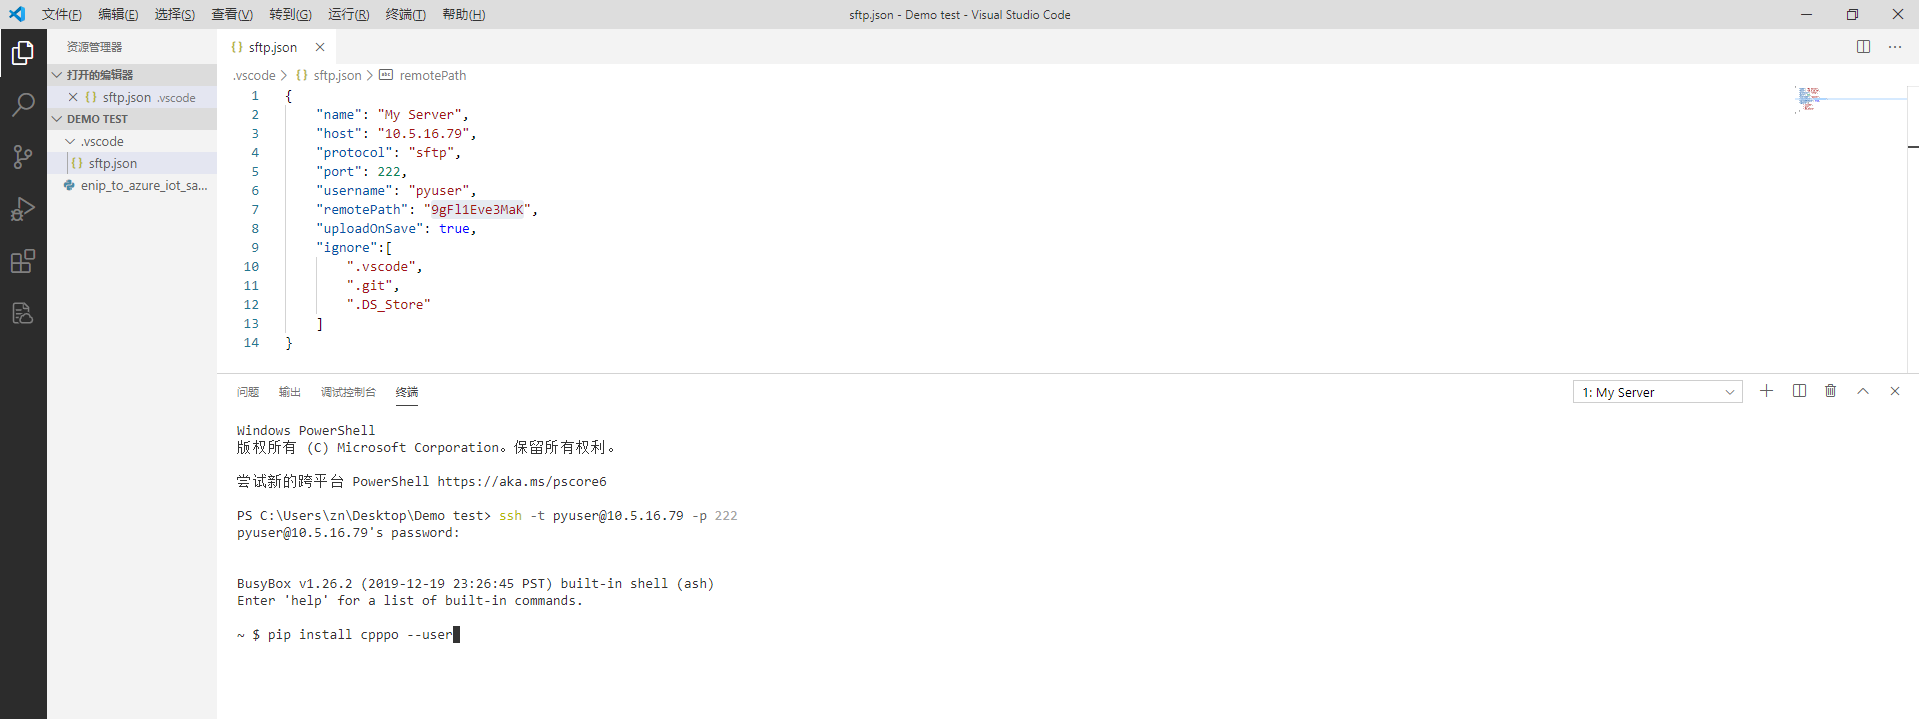 文件(F) 编辑(E) 选择(S) 查看(V) 转到(G) 运行(R) 终端(T) 帮助(H) sftp.json - Demo test - Visual Studio Code
资源管理器
打开的编辑器
sftp.json .vscode
DEMO TEST
.vscode
sftp.json
enip_to_azure_iot_sa...
sftp.json
.vscode > sftp.json > remotePath
1 {
2 "name": "My Server",
3 "host": "10.5.16.79",
4 "protocol": "sftp",
5 "port": 222,
6 "username": "pyuser",
7 "remotePath": "9gFl1Eve3MaK",
8 "uploadOnSave": true,
9 "ignore":[
10 ".vscode",
11 ".git",
12 ".DS_Store"
13 ]
14 }
问题 输出 调试控制台 终端 1: My Server
Windows PowerShell
版权所有 (C) Microsoft Corporation。保留所有权利。
尝试新的跨平台 PowerShell https://aka.ms/pscore6
PS C:\Users\zn\Desktop\Demo test> ssh -t pyuser@10.5.16.79 -p 222
pyuser@10.5.16.79's password:
BusyBox v1.26.2 (2019-12-19 23:26:45 PST) built-in shell (ash)
Enter 'help' for a list of built-in commands.
~ $ pip install cpppo --user